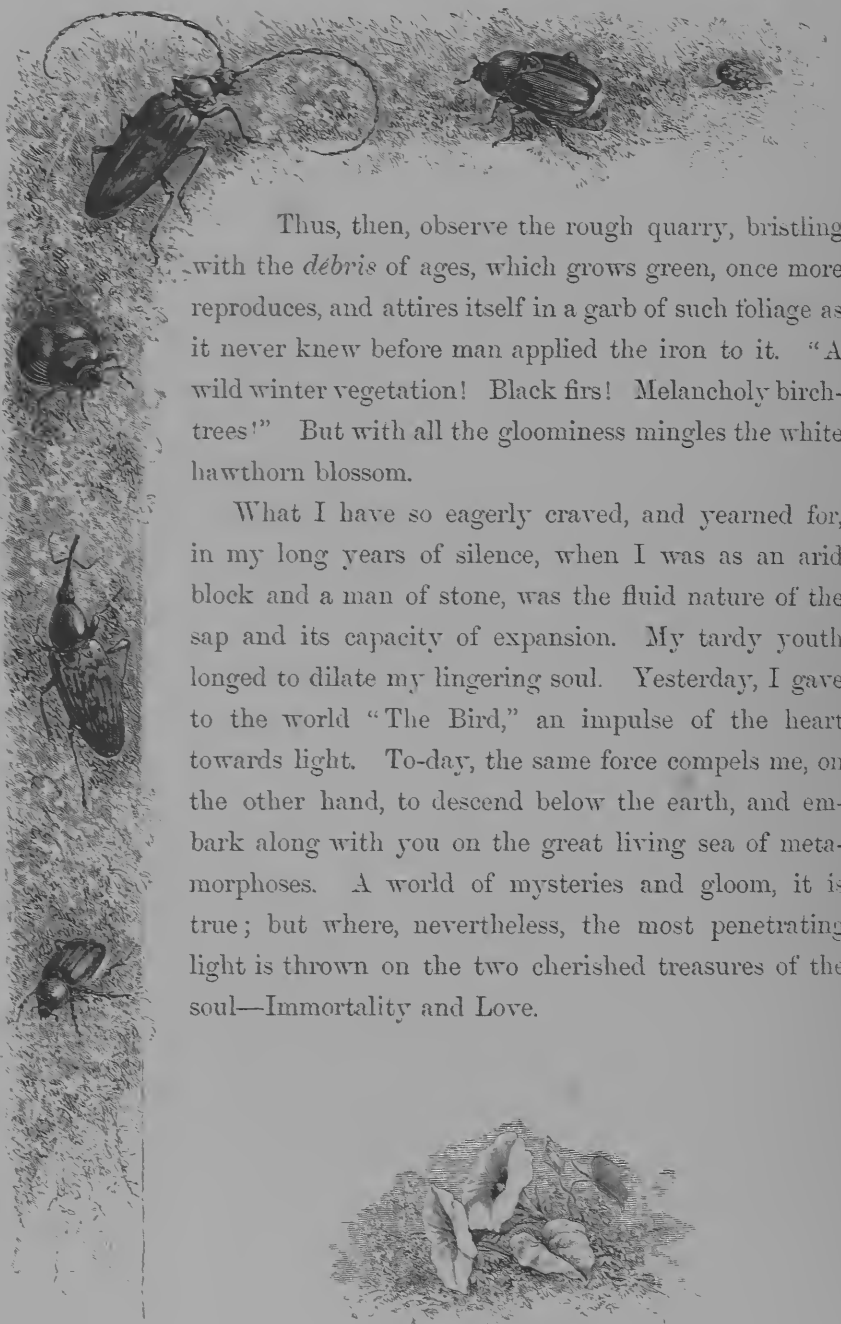 Thus, then, observe the rough quarry, bristling
with the débris of ages, which grows green, once more
reproduces, and attires itself in a garb of such foliage as
it never knew before man applied the iron to it. “A
wild winter vegetation! Black firs! Melancholy birch-
trees!” But with all the gloominess mingles the white
hawthorn blossom.
What I have so eagerly craved, and yearned for,
in my long years of silence, when I was as an arid
block and a man of stone, was the fluid nature of the
sap and its capacity of expansion. My tardy youth
longed to dilate my lingering soul. Yesterday, I gave
to the world “The Bird,” an impulse of the heart
towards light. To-day, the same force compels me, on
the other hand, to descend below the earth, and em-
bark along with you on the great living sea of meta-
morphoses. A world of mysteries and gloom, it is
true; but where, nevertheless, the most penetrating
light is thrown on the two cherished treasures of the
soul—Immortality and Love.